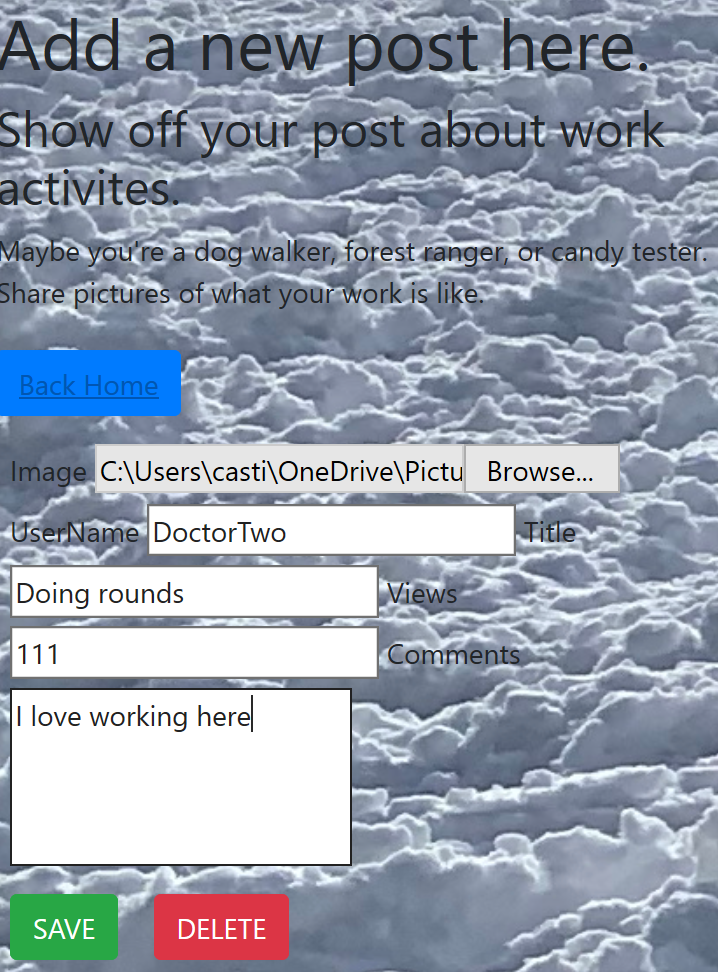 Add a new post here.
Show off your post about work
activites.
Maybe you're a dog walker, forest ranger, or candy tester.
Share pictures of what your work is like.
Back Home
Image C:\Users\casti\OneDrive\Pictu Browse...
UserName DoctorTwo Title
Doing rounds Views
111 Comments
I love working here
SAVE DELETE